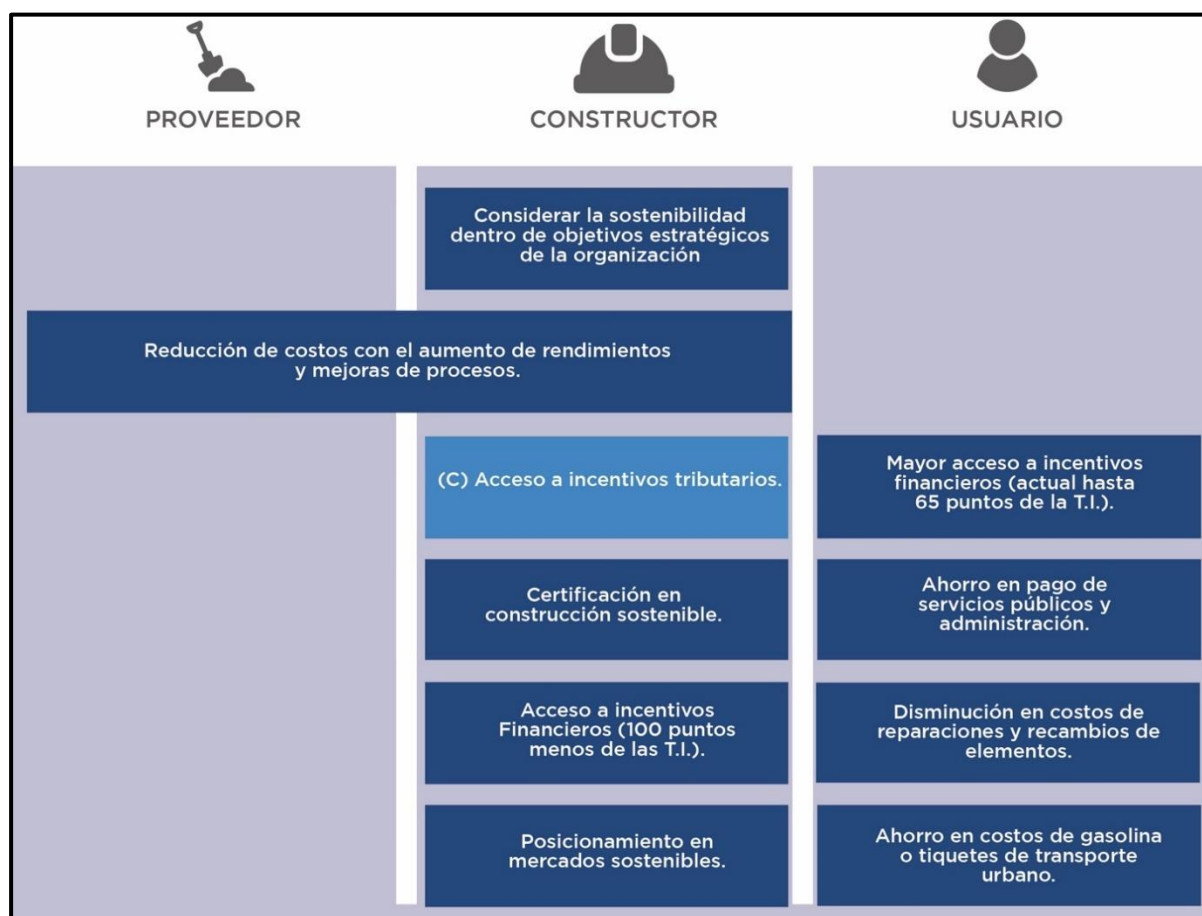 PROVEEDOR
CONSTRUCTOR
USUARIO
Considerar la sostenibilidad
dentro de objetivos estratégicos
de la organización
Reducción de costos con el aumento de rendimientos
y mejoras de procesos.
(C) Acceso a incentivos tributarios.
Mayor acceso a incentivos
financieros (actual hasta
65 puntos de la T.I.).
Certificación en
construcción sostenible.
Ahorro en pago de
servicios públicos y
administración.
Acceso a incentivos
Financieros (100 puntos
menos de las T.I.).
Disminución en costos de
reparaciones y recambios de
elementos.
Posicionamiento en
mercados sostenibles.
Ahorro en costos de gasolina
o tiquetes de transporte
urbano.